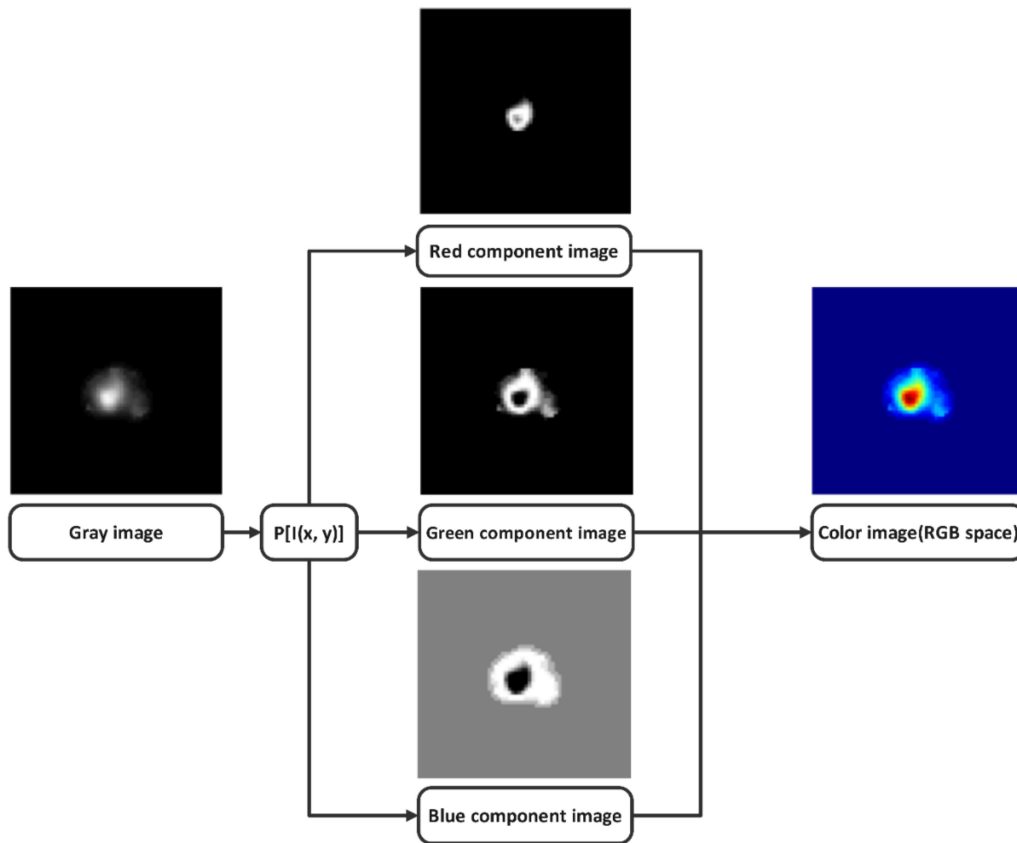 Red component image
Gray image
P[I(x, y)]
Green component image
Color image(RGB space)
Blue component image